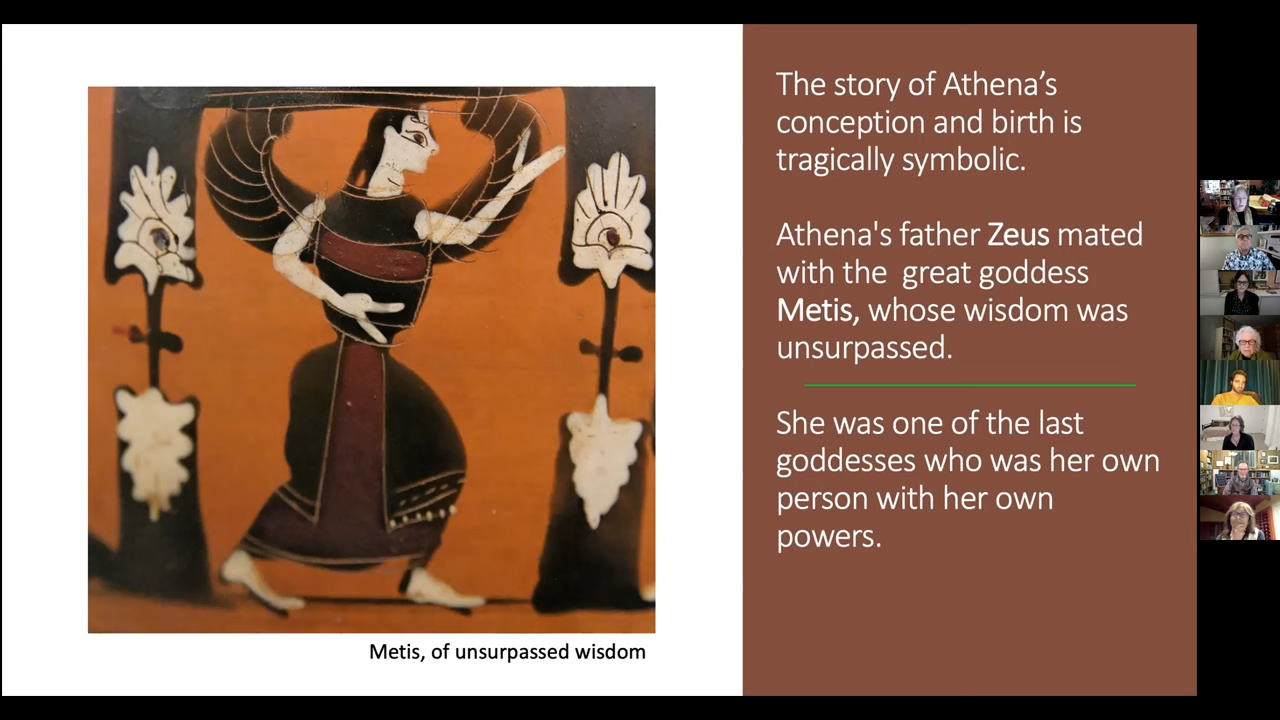 The story of Athena’s
conception and birth is
tragically symbolic.
Athena's father Zeus mated
with the  great goddess
Metis, whose wisdom was
unsurpassed.
She was one of the last
goddesses who was her own
person with her own
powers.
Metis, of unsurpassed wisdom